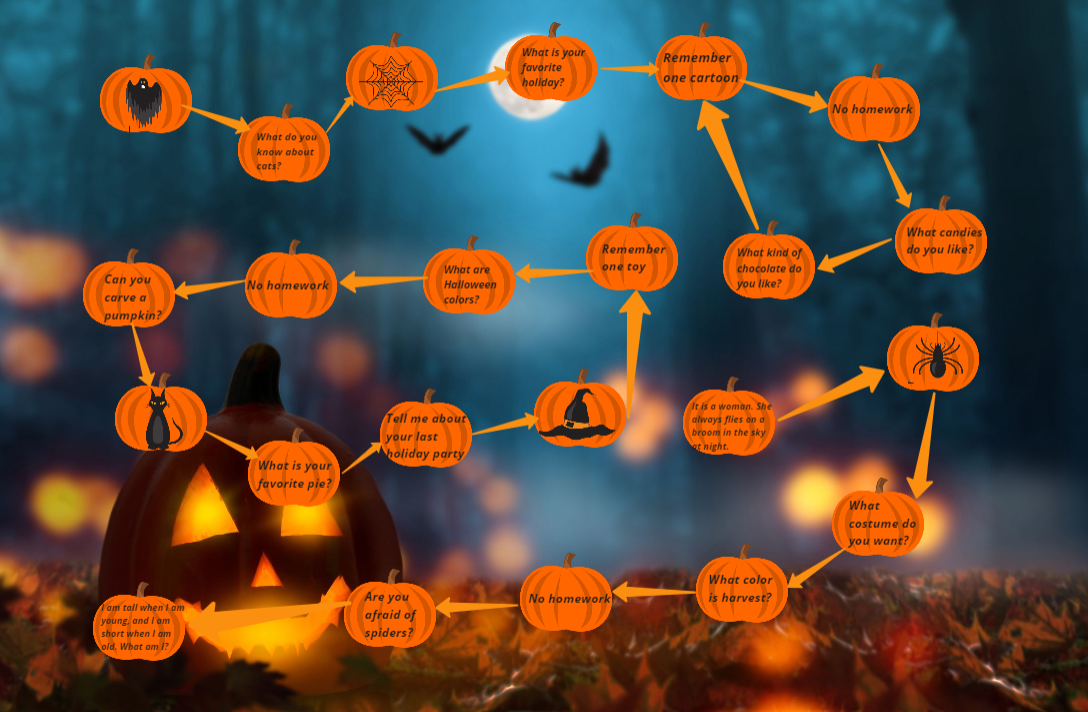 What is your
favorite
holiday?
Remember
one cartoon
No homework
What do you
know about
cats?
What candies
do you like?
What kind of
chocolate do
you like?
Remember
one toy
What are
Halloween
colors?
No homework
Can you
carve a
pumpkin?
What is your
favorite pie?
Tell me about
your last
holiday party
It is a woman. She
always flies on a
broom in the sky
at night.
What
costume do
you want?
What color
is harvest?
No homework
Are you
afraid of
spiders?
I am tall when I am
young, and I am
short when I am
old. What am I?